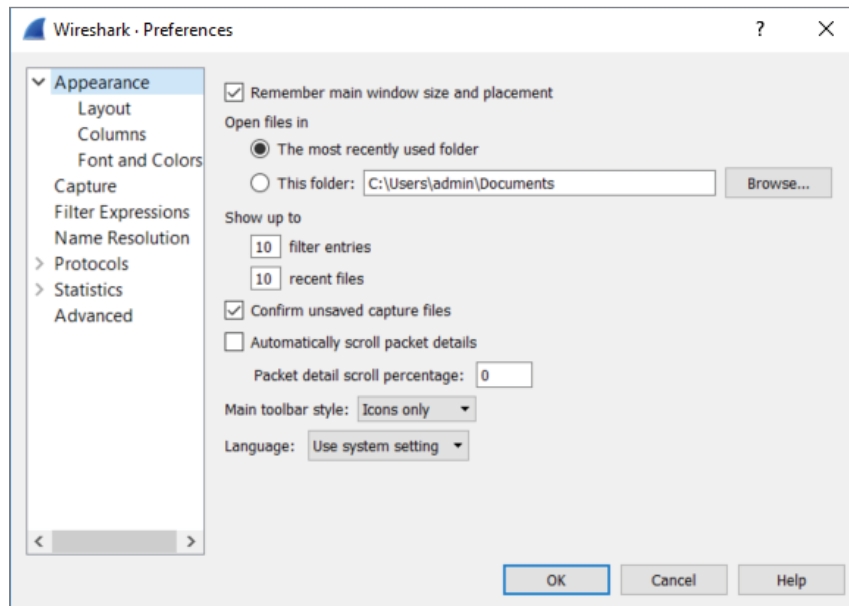 Wireshark · Preferences
Appearance
Layout
Columns
Font and Colors
Capture
Filter Expressions
Name Resolution
Protocols
Statistics
Advanced
Remember main window size and placement
Open files in
The most recently used folder
This folder: C:\Users\admin\Documents Browse...
Show up to
10 filter entries
10 recent files
Confirm unsaved capture files
Automatically scroll packet details
Packet detail scroll percentage: 0
Main toolbar style: Icons only
Language: Use system setting
OK Cancel Help